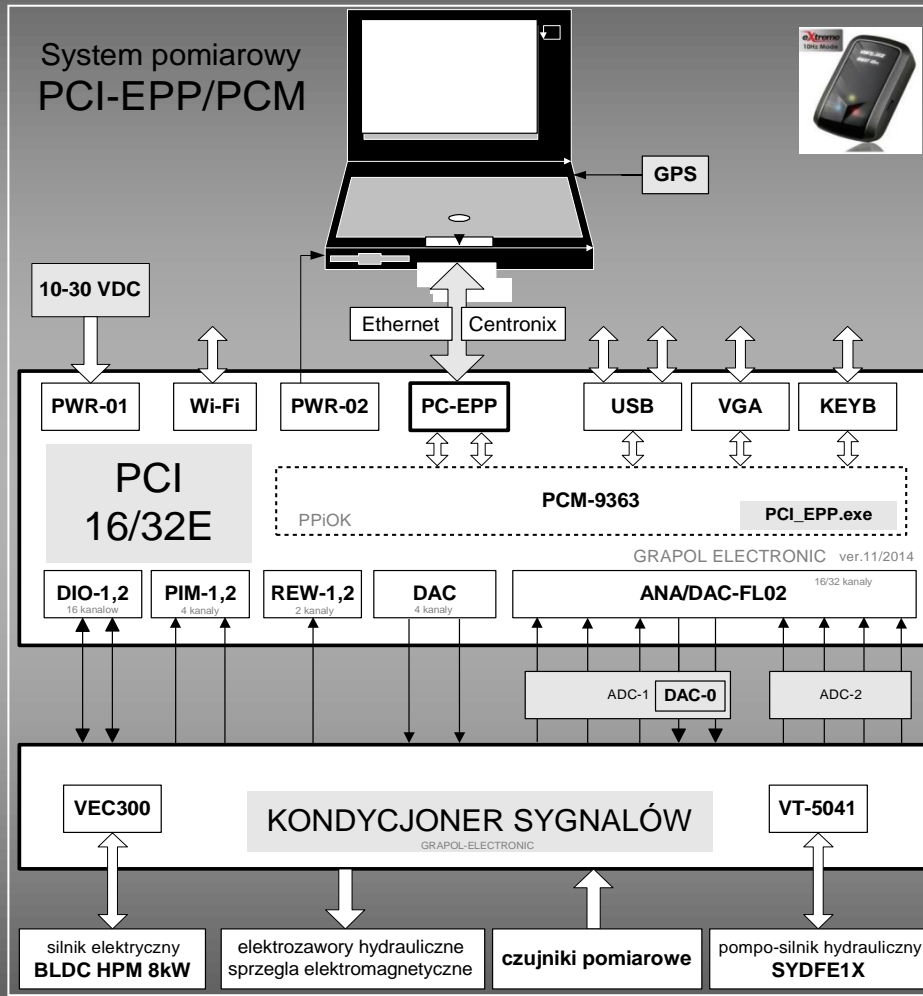 System pomiarowy
PCI-EPP/PCM
eXtreme
10Hz Mode
GPS
10-30 VDC
Ethernet
Centronix
PWR-01
Wi-Fi
PWR-02
PC-EPP
USB
VGA
KEYB
PCI
16/32E
PCM-9363
PPiOK
PCI_EPP.exe
GRAPOL ELECTRONIC ver.11/2014
DIO-1,2
16 kanalow
PIM-1,2
4 kanaly
REW-1,2
2 kanaly
DAC
4 kanaly
16/32 kanaly
ANA/DAC-FL02
ADC-1
DAC-0
ADC-2
VEC300
KONDYCJONER SYGNALÓW
GRAPOL-ELECTRONIC
VT-5041
silnik elektryczny
BLDC HPM 8kW
elektrozawory hydrauliczne
sprzegla elektromagnetyczne
czujniki pomiarowe
pompo-silnik hydrauliczny
SYDFE1X